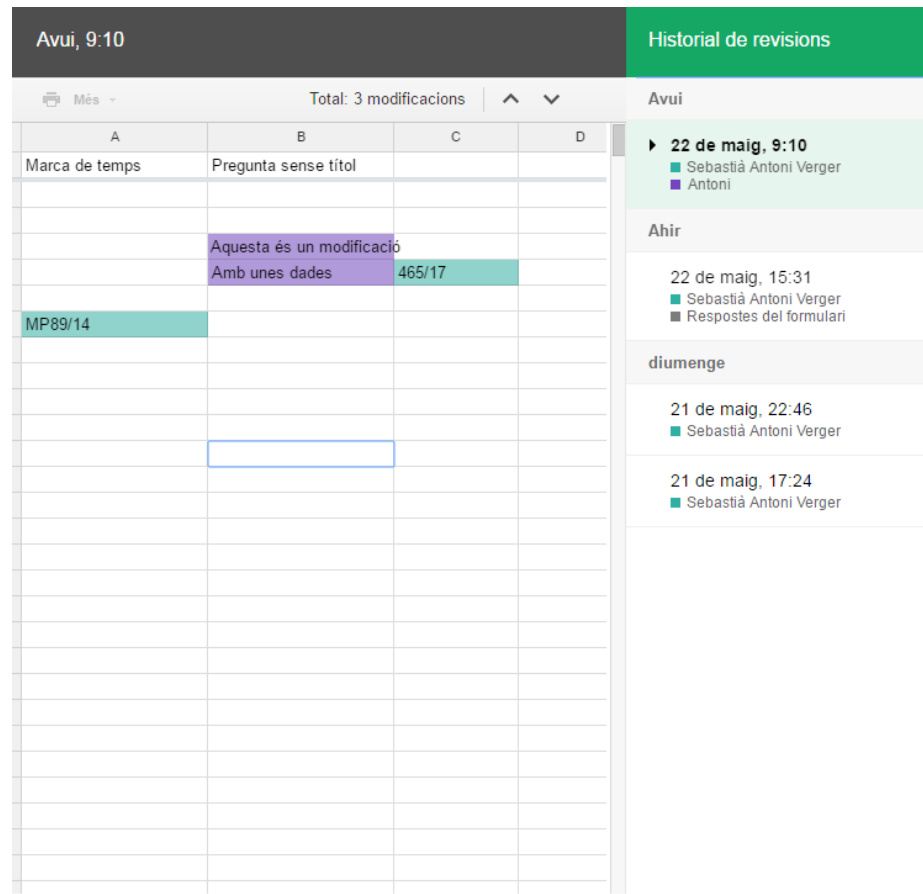 Avui, 9:10
Historial de revisions
Més
Total: 3 modificacions
Avui
A B C D
Marca de temps Pregunta sense títol
22 de maig, 9:10
Sebastià Antoni Verger
Antoni
Ahir
Aquesta és un modificació
Amb unes dades 465/17
MP89/14
22 de maig, 15:31
Sebastià Antoni Verger
Respostes del formulari
diumenge
21 de maig, 22:46
Sebastià Antoni Verger
21 de maig, 17:24
Sebastià Antoni Verger